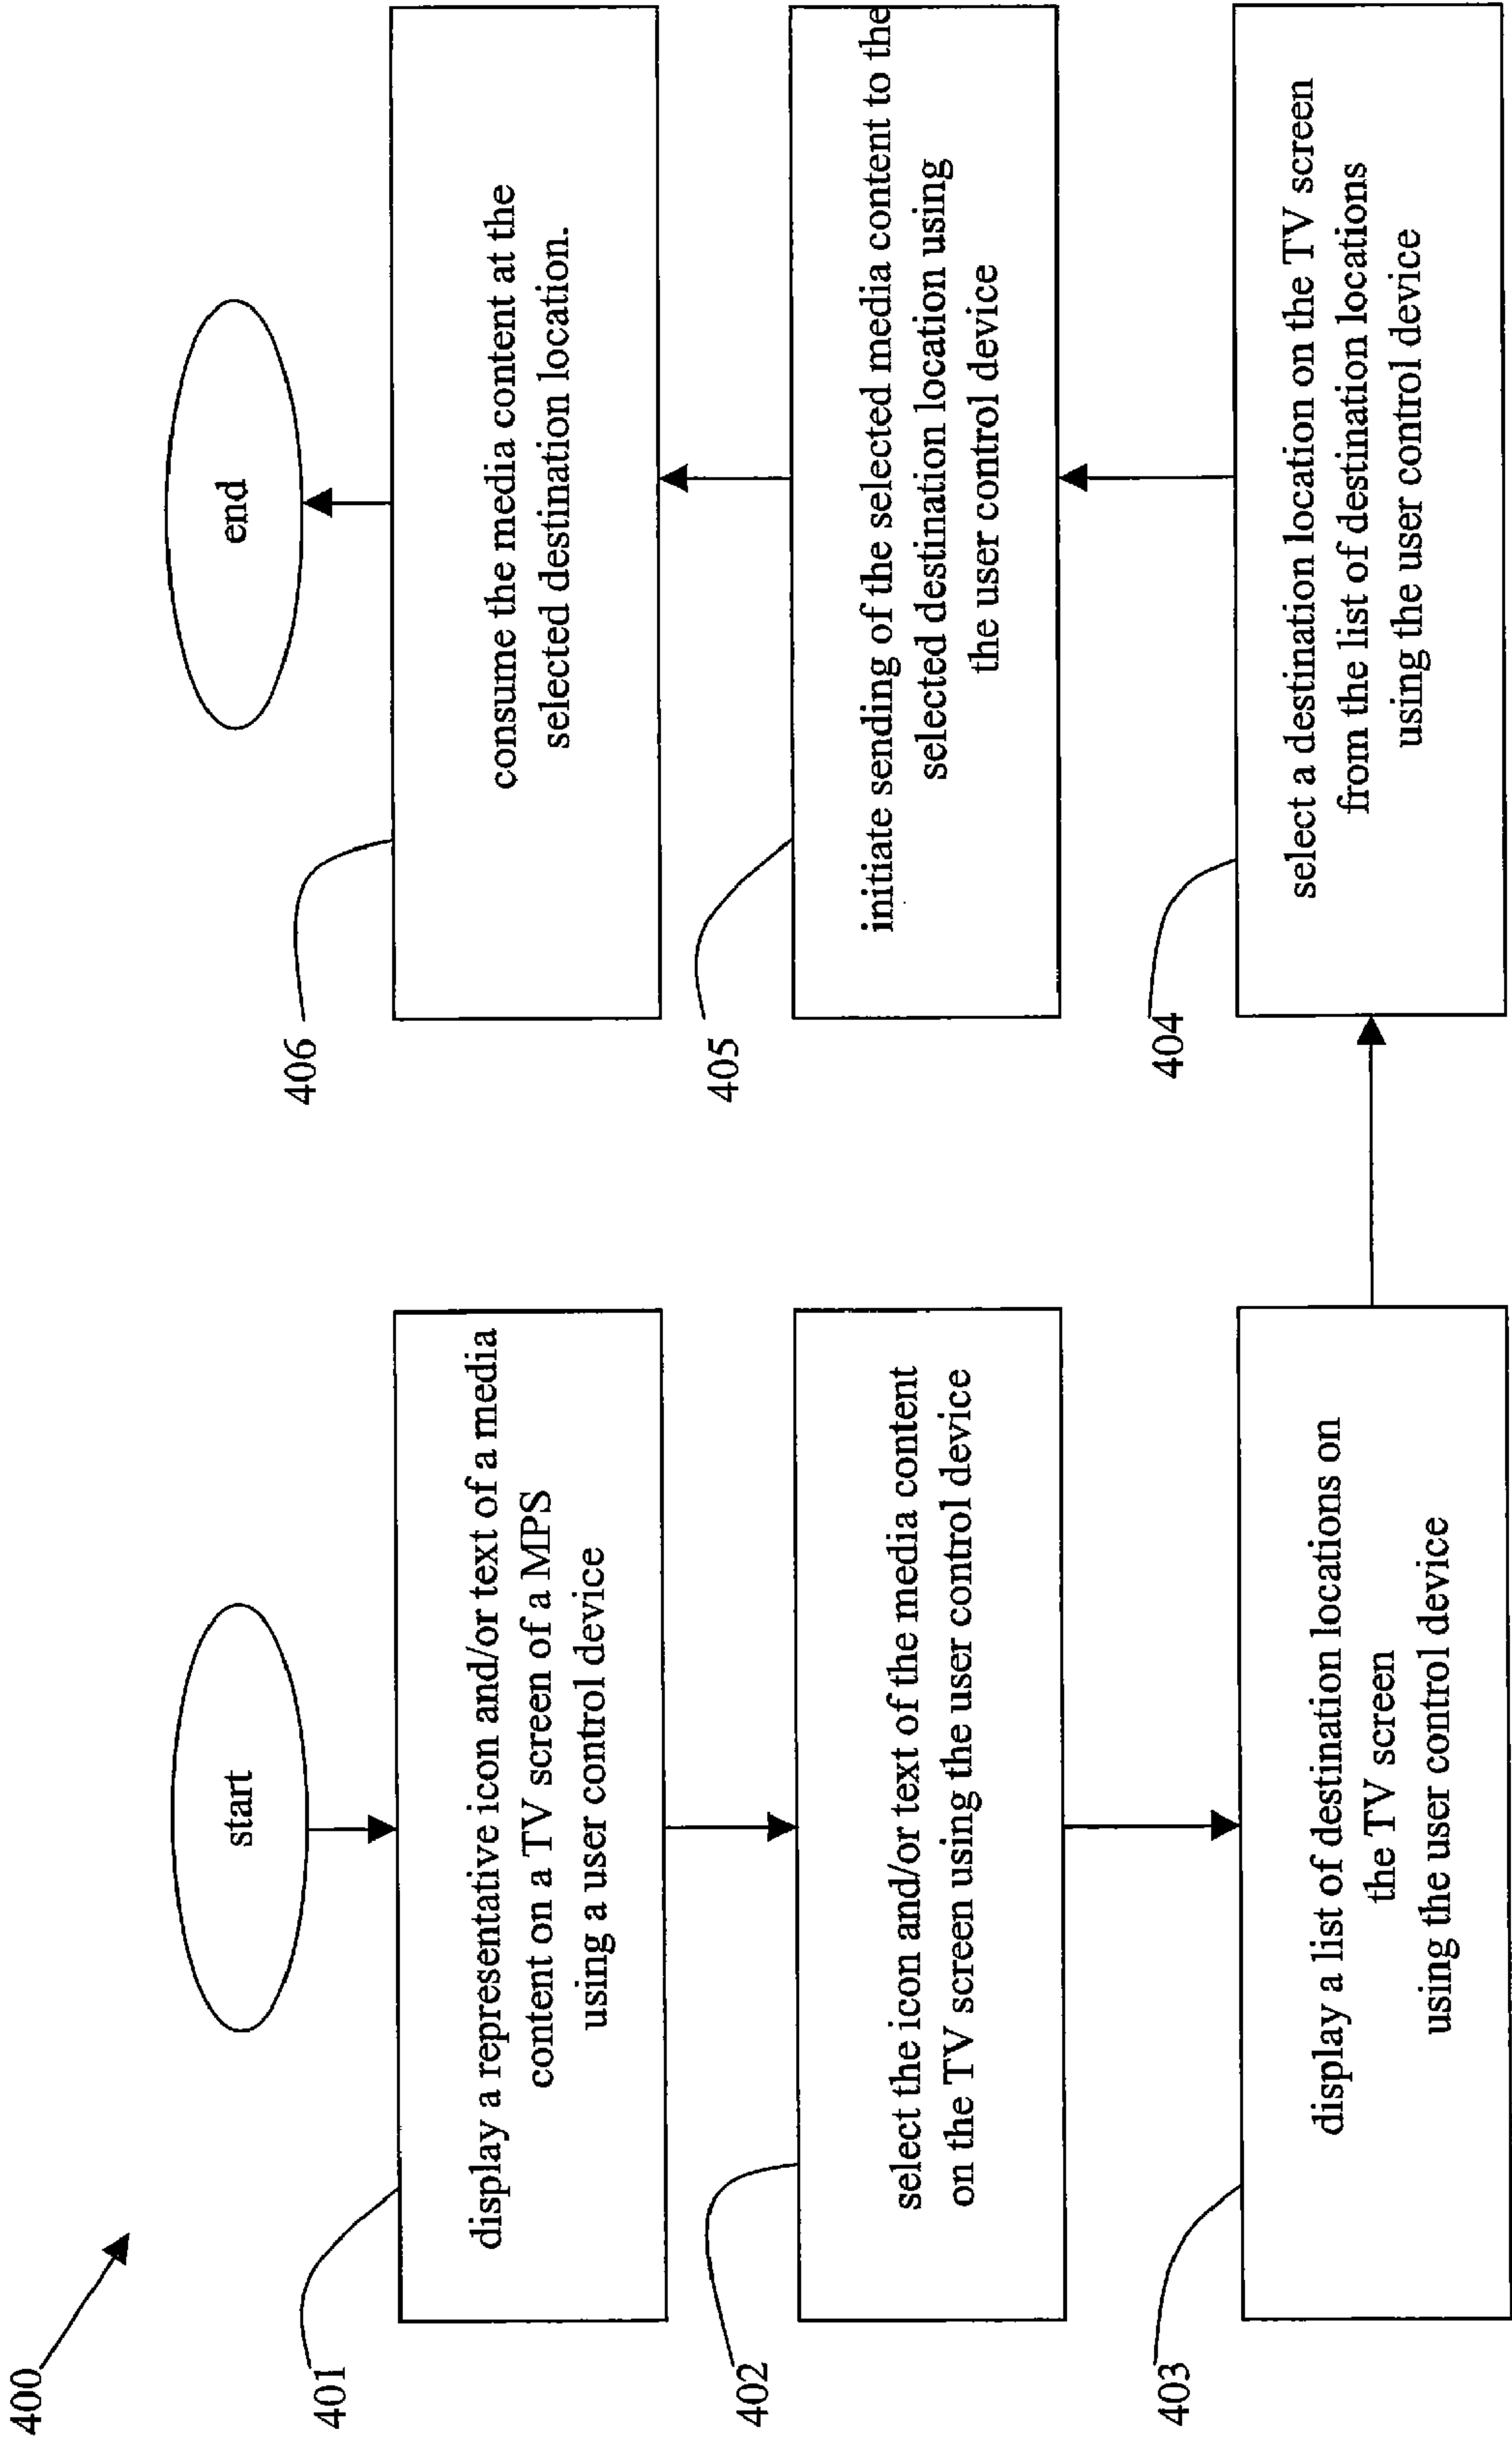 400
start
401
display a representative icon and/or text of a media
content on a TV screen of a MPS
using a user control device
402
select the icon and/or text of the media content
on the TV screen using the user control device
403
display a list of destination locations on
the TV screen
using the user control device
404
select a destination location on the TV screen
from the list of destination locations
using the user control device
405
initiate sending of the selected media content to the
selected destination location using
the user control device
406
consume the media content at the
selected destination location.
end